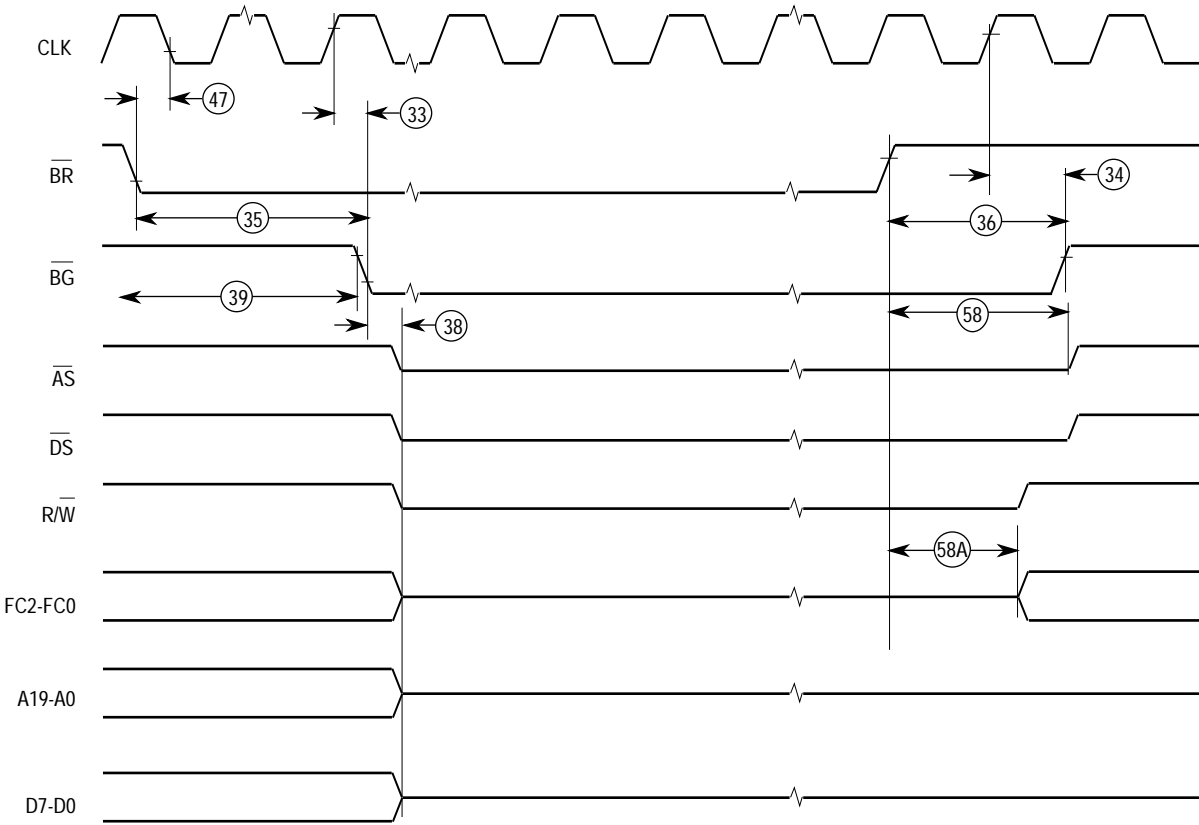 CLK
47
33
BR
34
35
36
BG
39
58
38
AS
DS
R/W
58A
FC2-FC0
A19-A0
D7-D0